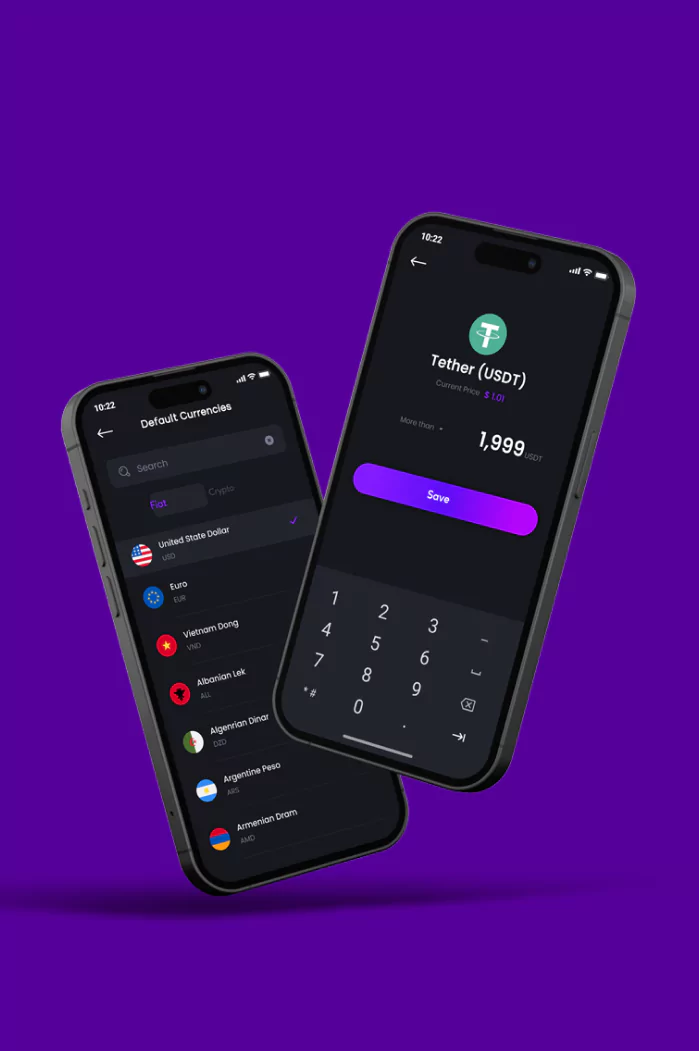 10:22
Default Currencies
Search
Fiat
Crypto
United State Dollar
USD
Euro
EUR
Vietnam Dong
VND
Albanian Lek
ALL
Algenrian Dinar
DZD
Argentine Peso
ARS
Armenian Dram
AMD
10:22
Tether (USDT)
Current Price $ 1.01
More than
1,999 USDT
Save
1 2 3 –
4 5 6
7 8 9
*# 0 .